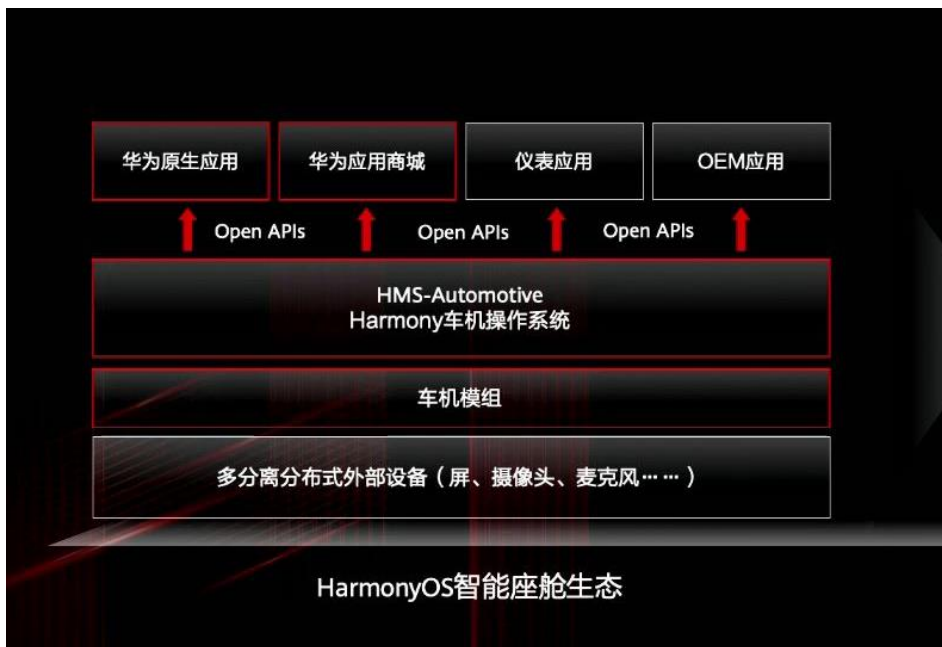 华为原生应用
华为应用商城
仪表应用
OEM应用
Open APIs
Open APIs
Open APIs
HMS-Automotive
Harmony车机操作系统
车机模组
多分离分布式外部设备（屏、摄像头、麦克风……）
HarmonyOS智能座舱生态